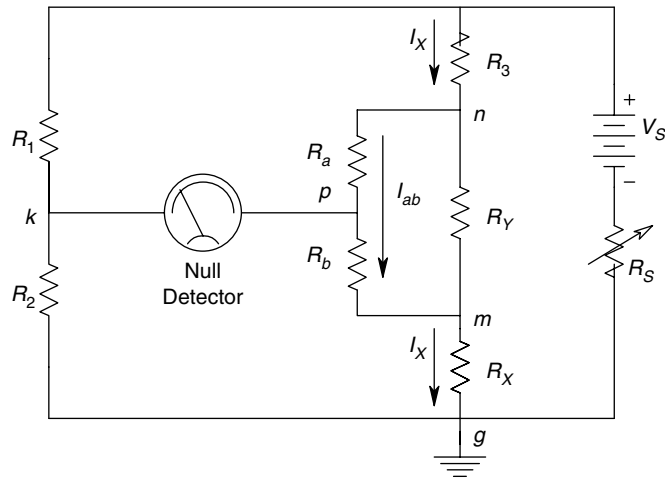 I_X
R_3
+
V_S
−
n
R_1
R_a
p
I_ab
k
R_Y
R_S
Null
Detector
R_2
R_b
m
I_X
R_X
g